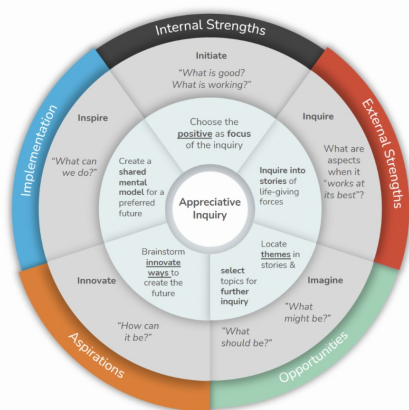 Internal Strengths
Initiate
"What is good?
What is working?"
Choose the
positive as focus
of the inquiry
External Strengths
Inquire
What are
aspects
when it
"works at
its best"?
Inquire into
stories of
life-giving
forces
Opportunities
Imagine
"What
might be?"
"What
should be?"
Locate
themes in
stories &
select
topics for
further
inquiry
Aspirations
Innovate
"How can
it be?"
Brainstorm
innovate
ways to
create the
future
Implementation
Inspire
"What can
we do?"
Create a
shared
mental
model for a
preferred
future
Appreciative
Inquiry